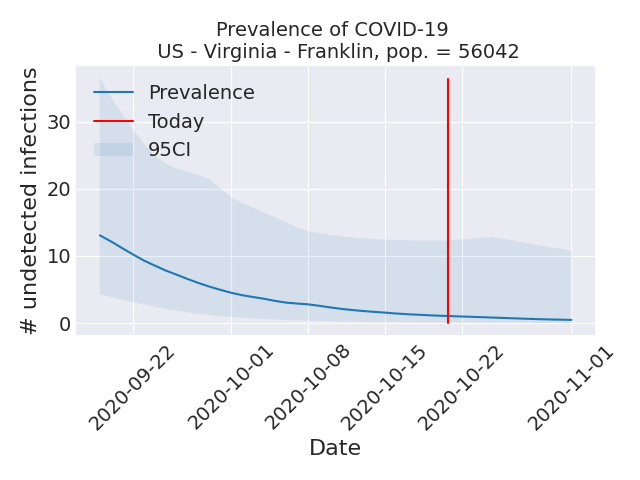 Prevalence of COVID-19
US - Virginia - Franklin, pop. = 56042
# undetected infections
30
20
10
0
Prevalence
Today
95CI
2020-09-22
2020-10-01
2020-10-08
2020-10-15
2020-10-22
2020-11-01
Date